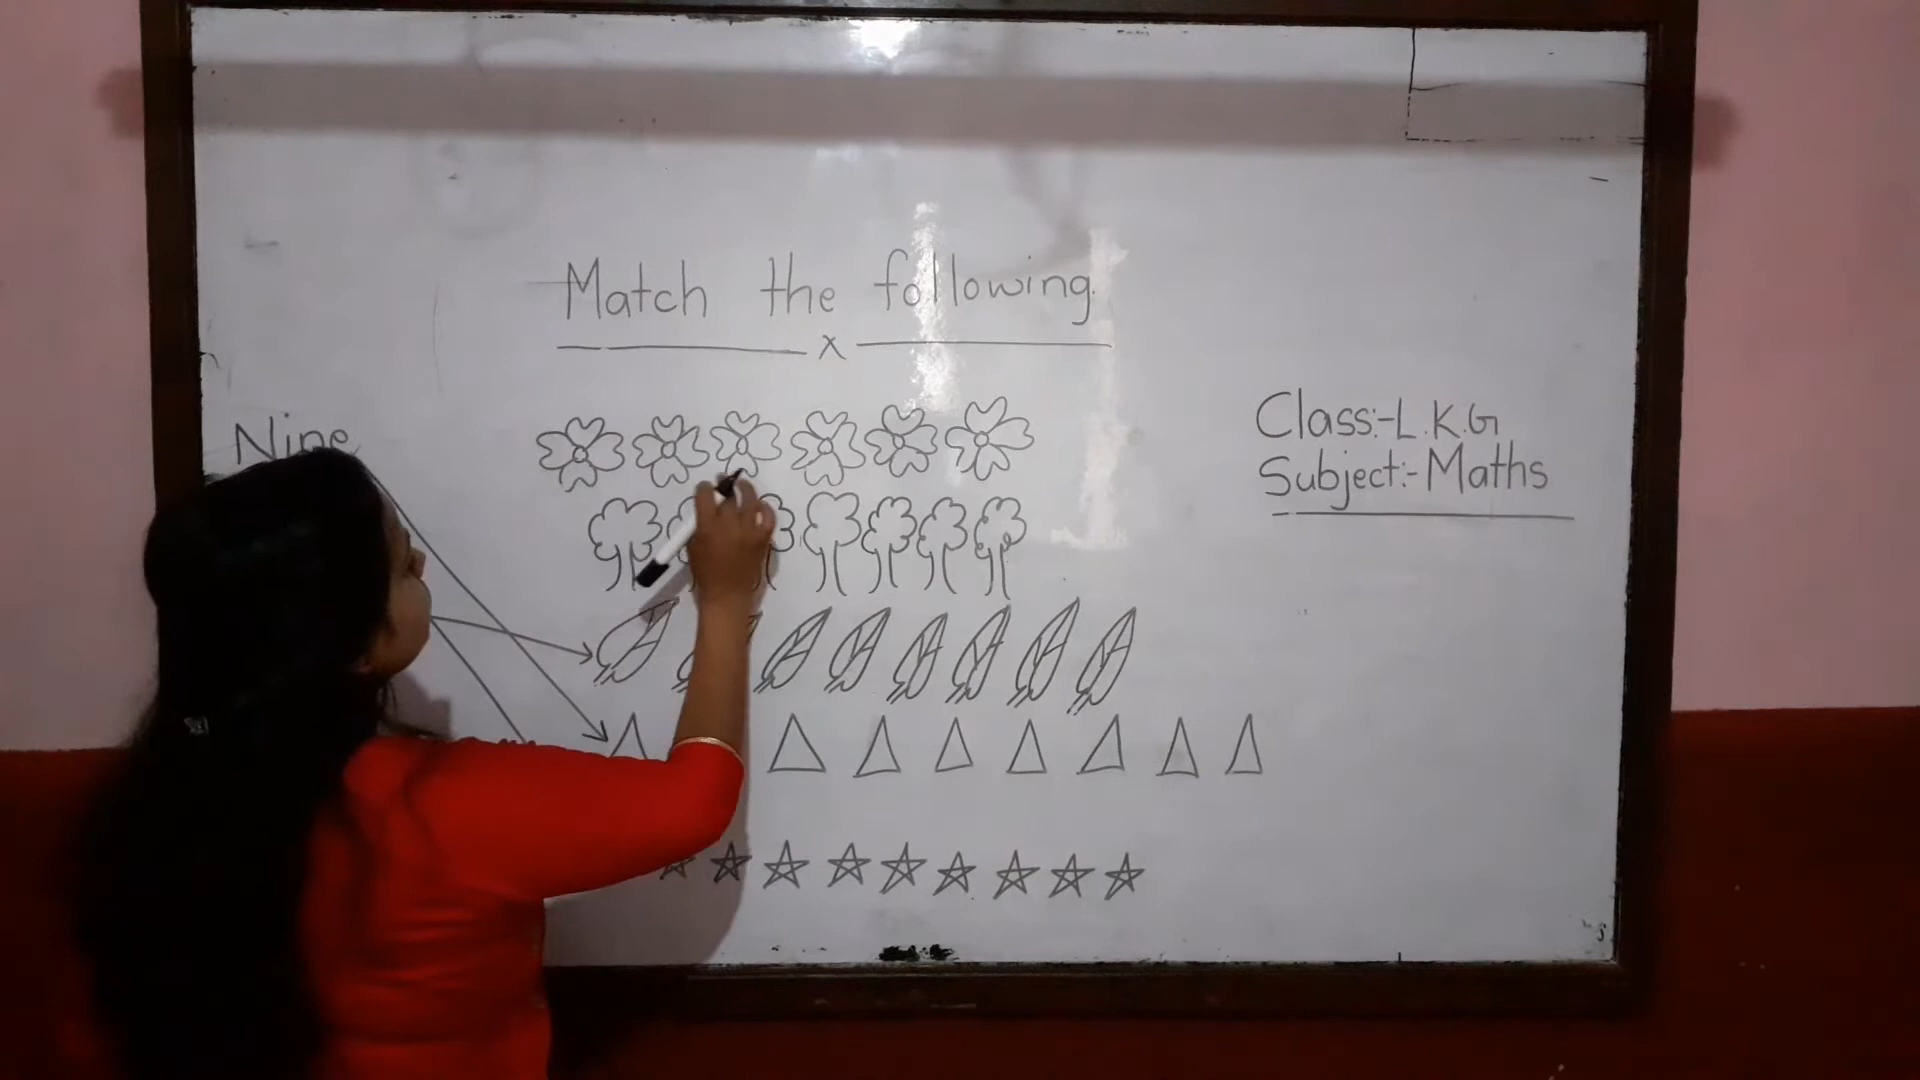 Match the following.
x
Nine
Class:-L.K.G
Subject:-Maths